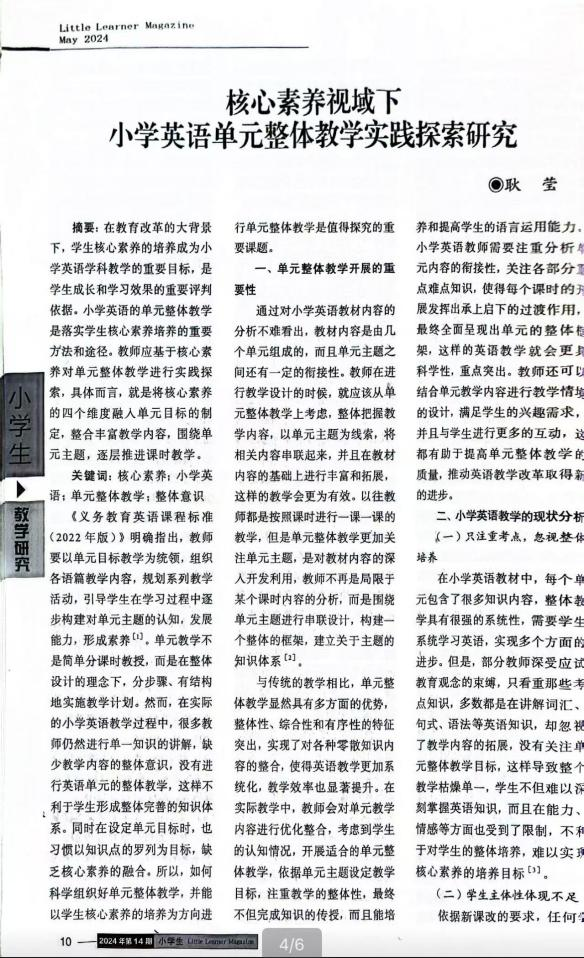 Little Learner Magazine
May 2024
核心素养视域下
小学英语单元整体教学实践探索研究
◉耿 莹
摘要：在教育改革的大背景
下，学生核心素养的培养成为小
学英语学科教学的重要目标，是
学生成长和学习效果的重要评判
依据。小学英语的单元整体教学
是落实学生核心素养培养的重要
方法和途径。教师应基于核心素
养对单元整体教学进行实践探
索，具体而言，就是将核心素养
的四个维度融入单元目标的制
定，整合丰富教学内容，围绕单
元主题，逐层推进课时教学。
关键词：核心素养；小学英
语；单元整体教学；整体意识
《义务教育英语课程标准
（2022年版）》明确指出，教师
要以单元目标教学为统领，组织
各语篇教学内容，规划系列教学
活动，引导学生在学习过程中逐
步构建对单元主题的认知，发展
能力，形成素养[1]。单元教学不
是简单分课时教授，而是在整体
设计的理念下，分步骤、有结构
地实施教学计划。然而，在实际
的小学英语教学过程中，很多教
师仍然进行单一知识的讲解，缺
少教学内容的整体意识，没有进
行英语单元的整体教学，这样不
利于学生形成整体完善的知识体
系。同时在设定单元目标时，也
习惯以知识点的罗列为目标，缺
乏核心素养的融合。所以，如何
科学组织好单元整体教学，并能
以学生核心素养的培养为方向进
行单元整体教学是值得探究的重
要课题。
一、单元整体教学开展的重
要性
通过对小学英语教材内容的
分析不难看出，教材内容是由几
个单元组成的，而且单元主题之
间还有一定的衔接性。教师在进
行教学设计的时候，就应该从单
元整体教学上考虑，整体把握教
学内容，以单元主题为线索，将
相关内容串联起来，并且在教材
内容的基础上进行丰富和拓展，
这样的教学会更为有效。以往教
师都是按照课时进行一课一课的
教学，但是单元整体教学更加关
注单元主题，是对教材内容的深
入开发利用，教师不再是局限于
某个课时内容的分析，而是围绕
单元主题进行串联设计，构建一
个整体的框架，建立关于主题的
知识体系[2]。
与传统的教学相比，单元整
体教学显然具有多方面的优势，
整体性、综合性和有序性的特征
突出，实现了对各种零散知识内
容的整合，使得英语教学更加系
统化，教学效率也显著提升。在
实际教学中，教师会对单元教学
内容进行优化整合，考虑到学生
的认知情况，开展适合的单元整
体教学，依据单元主题设定教学
目标，注重教学的整体性，最终
不但完成知识的传授，而且能培
养和提高学生的语言运用能力。
小学英语教师需要注重分析
元内容的衔接性，关注各部分
点难点知识，使得每个课时的
展发挥出承上启下的过渡作用，
最终全面呈现出单元的整体
架，这样的英语教学就会更
科学性，重点突出。教师还可
结合单元教学内容进行教学情
的设计，满足学生的兴趣需求，
并且与学生进行更多的互动，这
都有助于提高单元整体教学的
质量，推动英语教学改革取得新
的进步。
二、小学英语教学的现状分析
（一）只注重考点，忽视整体
培养
在小学英语教材中，每个单
元包含了很多知识内容，整体教
学具有很强的系统性，需要学生
系统学习英语，实现多个方面的
进步。但是，部分教师深受应试
教育观念的束缚，只看重那些考
点知识，多数都是在讲解词汇、
句式、语法等英语知识，却忽视
了教学内容的拓展，没有关注单
元整体教学目标，这样导致整个
教学枯燥单一，学生不但难以深
刻掌握英语知识，而且在能力、
情感等方面也受到了限制，不利
于对学生的整体培养，难以实现
核心素养的培养目标[3]。
（二）学生主体性体现不足
依据新课改的要求，任何
小学生
教学研究
10
2024年第14期 小学生 Little Learner Magazine
4/6